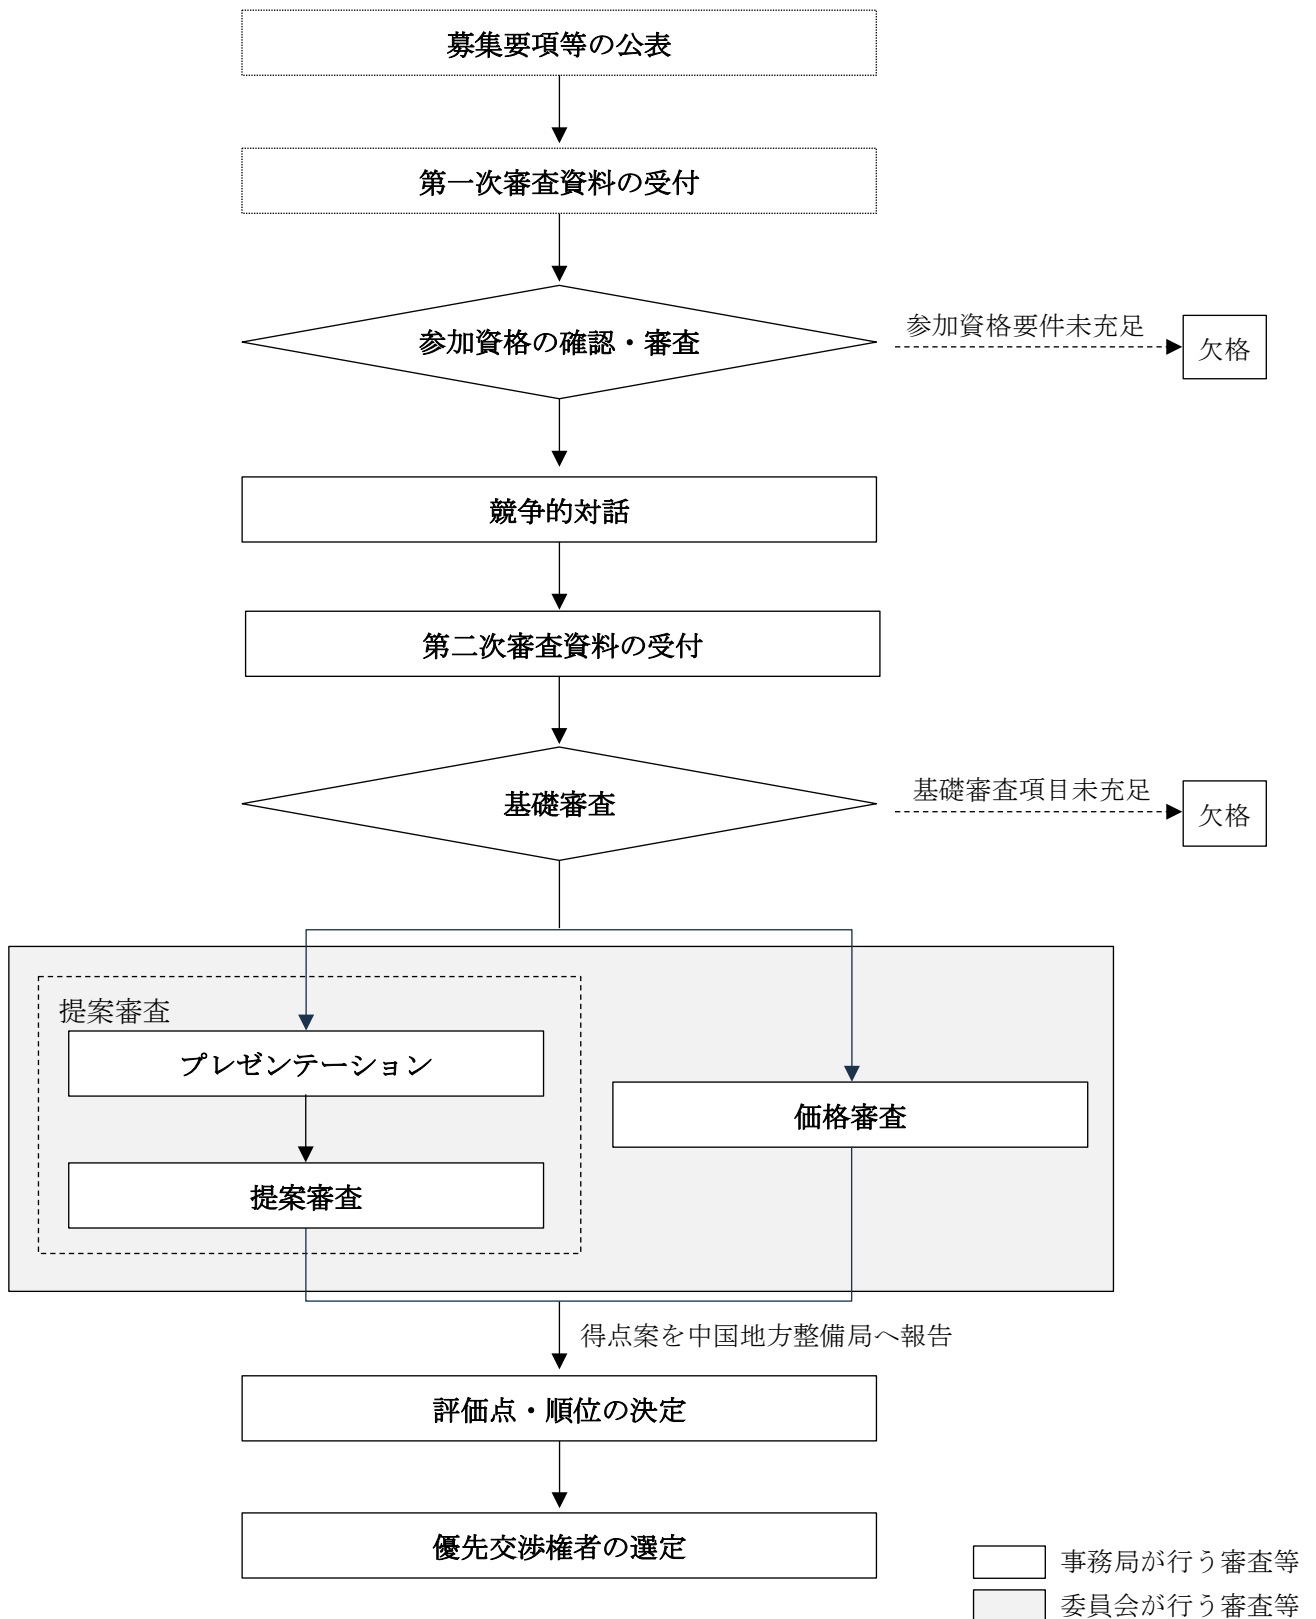 募集要項等の公表
第一次審査資料の受付
参加資格の確認・審査
参加資格要件未充足
欠格
競争的対話
第二次審査資料の受付
基礎審査
基礎審査項目未充足
欠格
提案審査
プレゼンテーション
価格審査
提案審査
得点案を中国地方整備局へ報告
評価点・順位の決定
優先交渉権者の選定
事務局が行う審査等
委員会が行う審査等